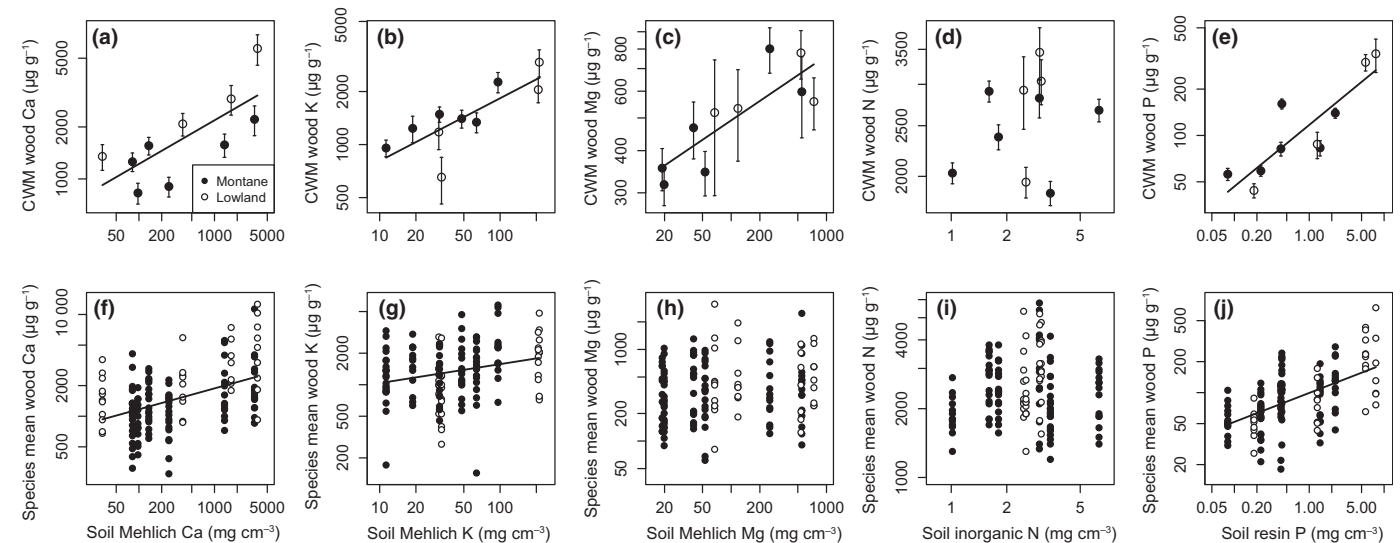 (a)
CWM wood Ca (µg g⁻¹)
5000
2000
1000
50
200
1000
5000
Montane
Lowland
(b)
CWM wood K (µg g⁻¹)
5000
2000
1000
500
10
20
50
100
(c)
CWM wood Mg (µg g⁻¹)
800
600
400
300
20
50
200
1000
(d)
CWM wood N (µg g⁻¹)
3500
2500
2000
1
2
5
(e)
CWM wood P (µg g⁻¹)
500
200
100
50
0.05
0.20
1.00
5.00
(f)
Species mean wood Ca (µg g⁻¹)
10 000
2000
500
50
200
1000
5000
Soil Mehlich Ca (mg cm⁻³)
(g)
Species mean wood K (µg g⁻¹)
2000
500
200
10
20
50
100
Soil Mehlich K (mg cm⁻³)
(h)
Species mean wood Mg (µg g⁻¹)
1000
200
50
20
50
200
1000
Soil Mehlich Mg (mg cm⁻³)
(i)
Species mean wood N (µg g⁻¹)
4000
2000
1000
1
2
5
Soil inorganic N (mg cm⁻³)
(j)
Species mean wood P (µg g⁻¹)
500
200
50
20
0.05
0.20
1.00
5.00
Soil resin P (mg cm⁻³)